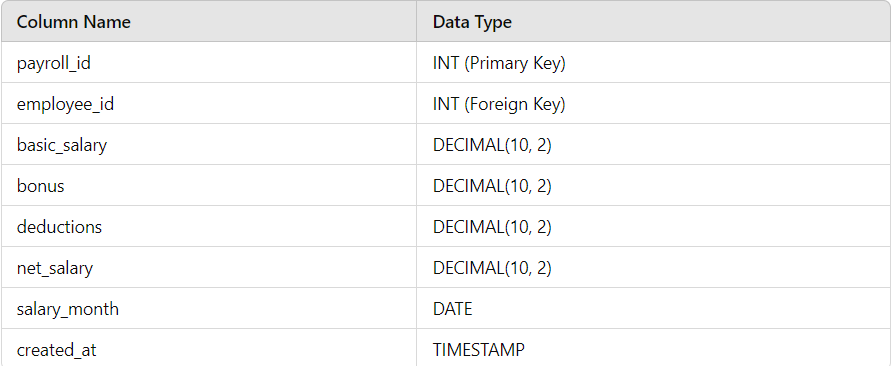 Column Name Data Type
payroll_id INT (Primary Key)
employee_id INT (Foreign Key)
basic_salary DECIMAL(10, 2)
bonus DECIMAL(10, 2)
deductions DECIMAL(10, 2)
net_salary DECIMAL(10, 2)
salary_month DATE
created_at TIMESTAMP